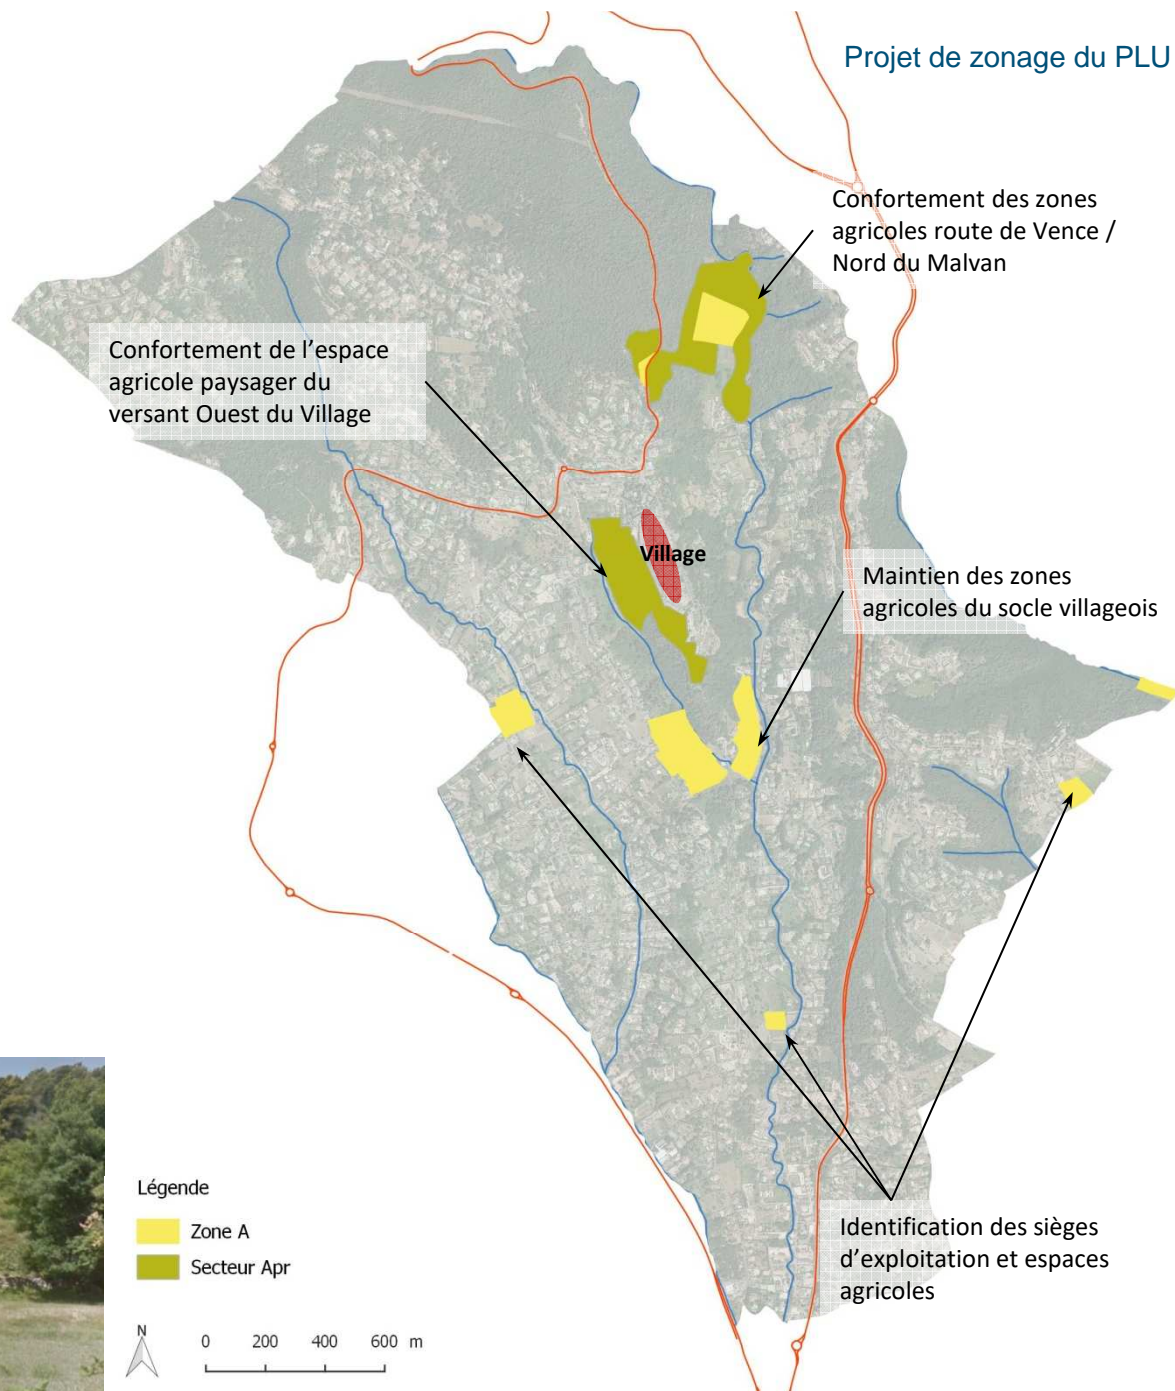 Projet de zonage du PLU
Confortement des zones
agricoles route de Vence /
Nord du Malvan
Confortement de l’espace
agricole paysager du
versant Ouest du Village
Village
Maintien des zones
agricoles du socle villageois
Identification des sièges
d’exploitation et espaces
agricoles
Légende
Zone A
Secteur Apr
N
0 200 400 600 m